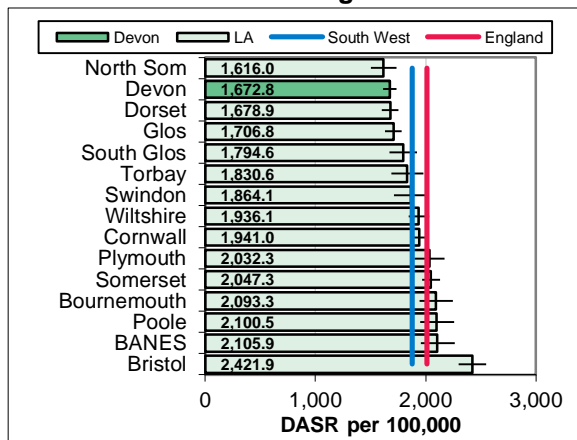 Devon LA South West England
North Som 1,616.0
Devon 1,672.8
Dorset 1,678.9
Glos 1,706.8
South Glos 1,794.6
Torbay 1,830.6
Swindon 1,864.1
Wiltshire 1,936.1
Cornwall 1,941.0
Plymouth 2,032.3
Somerset 2,047.3
Bournemouth 2,093.3
Poole 2,100.5
BANES 2,105.9
Bristol 2,421.9
0 1,000 2,000 3,000
DASR per 100,000